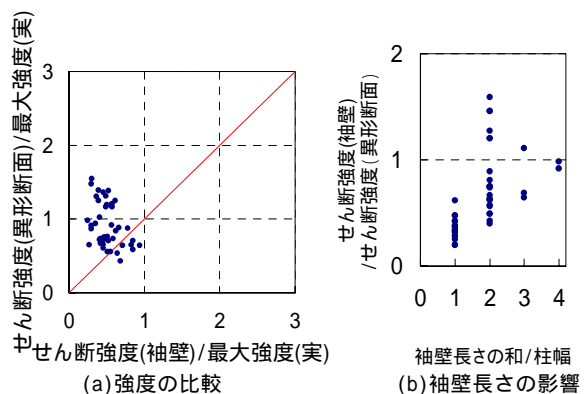 せん断強度(異形断面)/最大強度(実)
3
2
1
0
0 1 2 3
せん断強度(袖壁)/最大強度(実)
(a)強度の比較
せん断強度(袖壁)
/せん断強度(異形断面)
2
1
0
0 1 2 3 4
袖壁長さの和/柱幅
(b)袖壁長さの影響